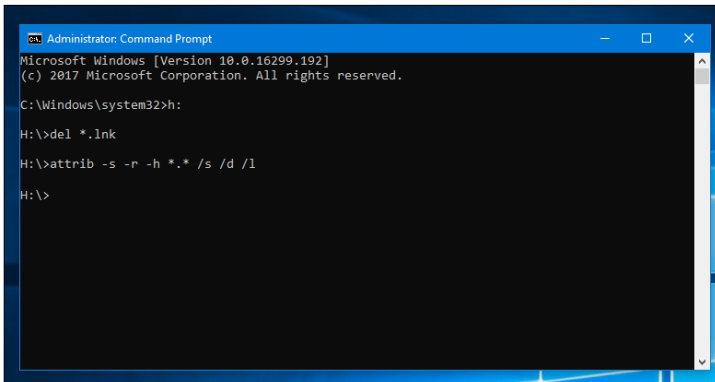 Administrator: Command Prompt
Microsoft Windows [Version 10.0.16299.192]
(c) 2017 Microsoft Corporation. All rights reserved.
C:\Windows\system32>h:
H:\>del *.lnk
H:\>attrib -s -r -h *.* /s /d /l
H:\>